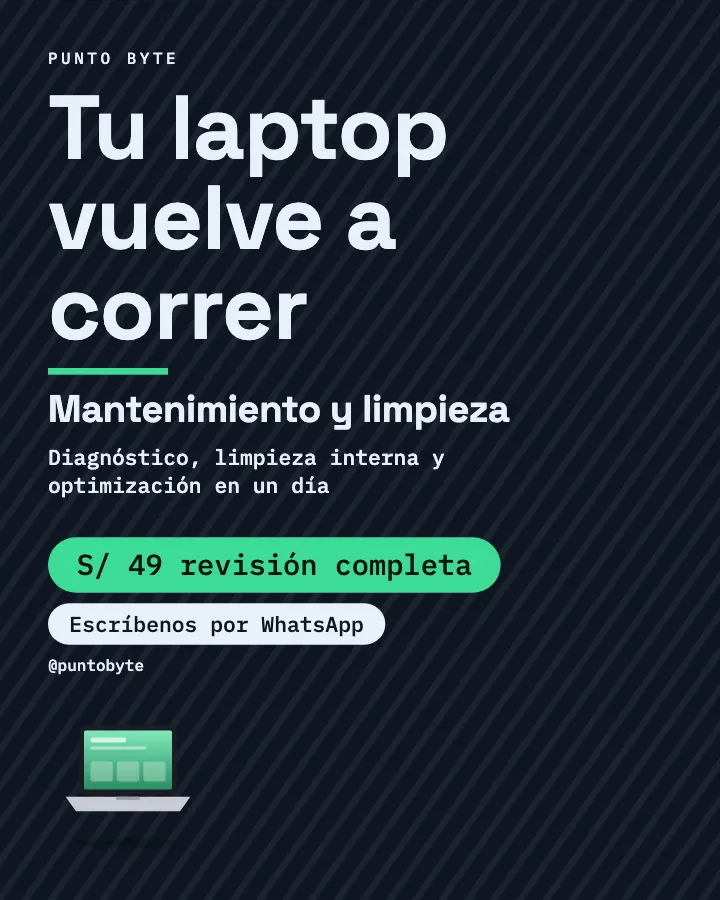 PUNTO BYTE
Tu laptop
vuelve a
correr
Mantenimiento y limpieza
Diagnóstico, limpieza interna y
optimización en un día
S/ 49 revisión completa
Escríbenos por WhatsApp
@puntobyte